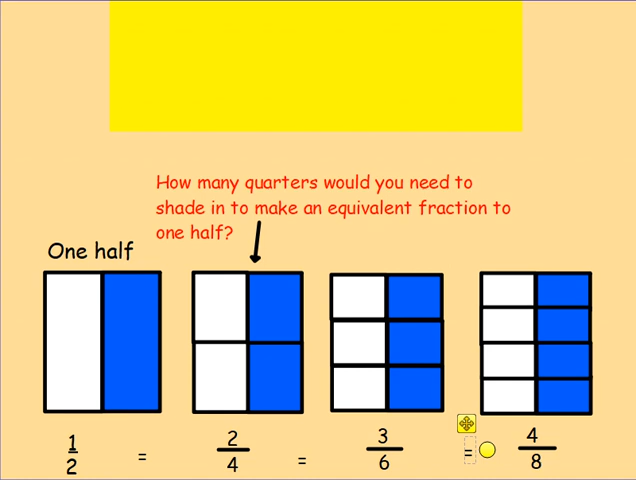 How many quarters would you need to
shade in to make an equivalent fraction to
one half?
One half
1/2 = 2/4 = 3/6 = 4/8